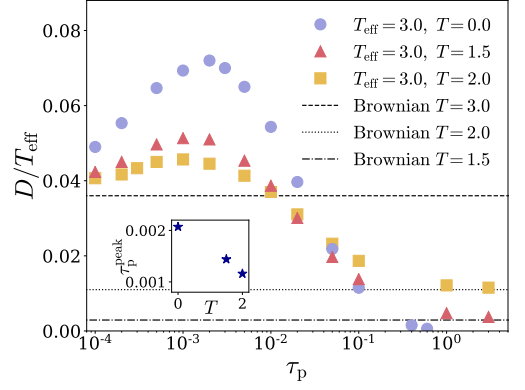 0.08
0.06
0.04
0.02
0.00
D/T_eff
T_eff = 3.0, T = 0.0
T_eff = 3.0, T = 1.5
T_eff = 3.0, T = 2.0
Brownian T = 3.0
Brownian T = 2.0
Brownian T = 1.5
0.002
0.001
τ_p^peak
0 T 2
10^-4 10^-3 10^-2 10^-1 10^0
τ_p